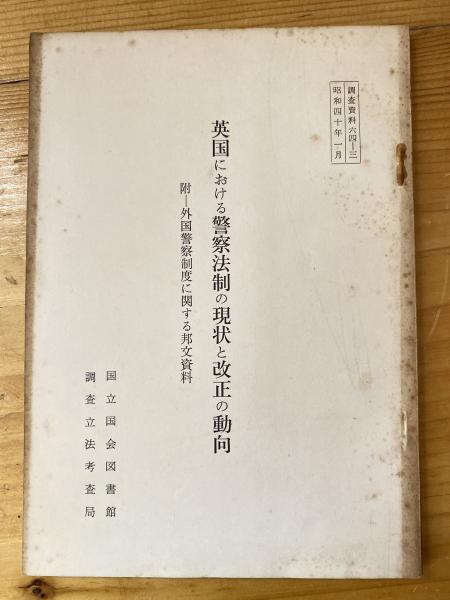 調査資料六四―三
昭和四十年一月
英国における警察法制の現状と改正の動向
附―外国警察制度に関する邦文資料
国立国会図書館
調査立法考査局